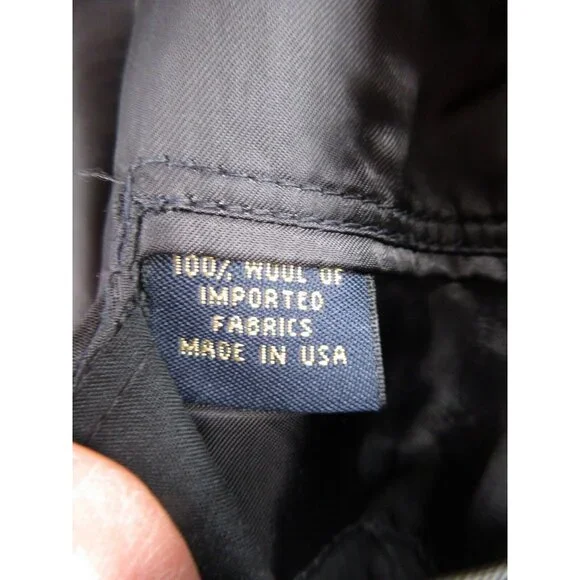 100% WOOL OF
IMPORTED
FABRICS
MADE IN USA